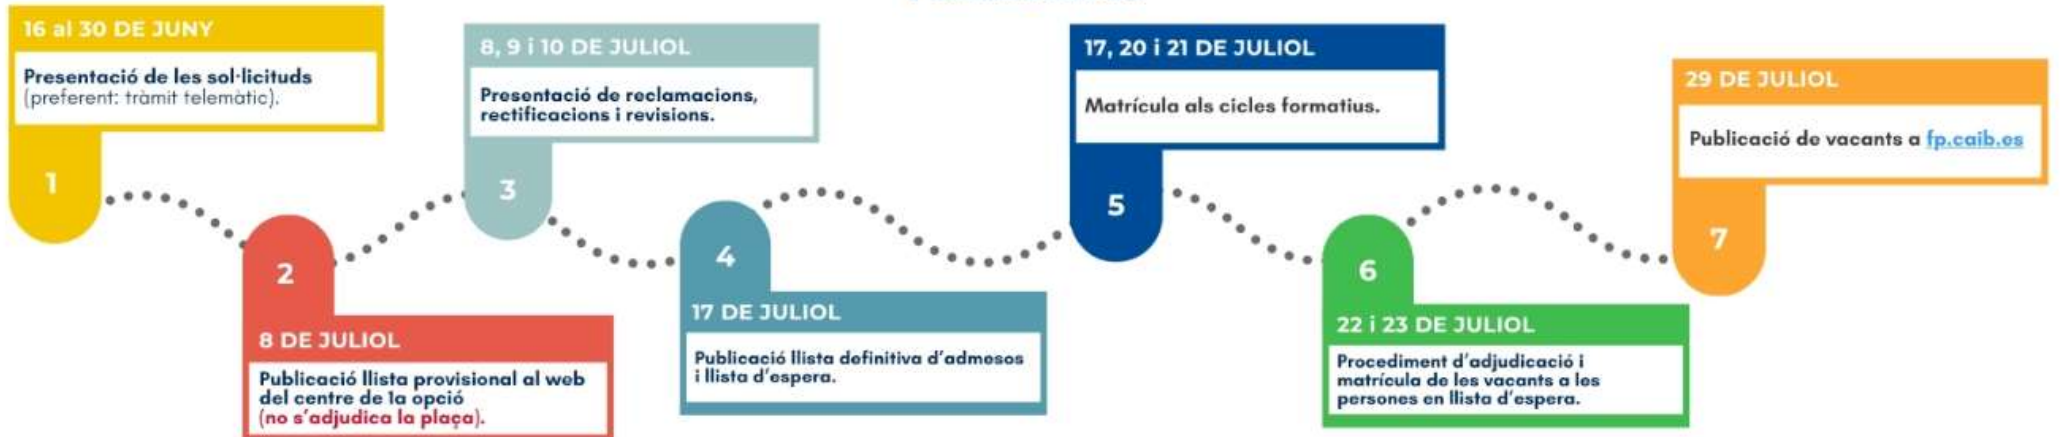 16 al 30 DE JUNY
Presentació de les sol·licituds
(preferent: tràmit telemàtic).
1
2
8 DE JULIOL
Publicació llista provisional al web
del centre de 1a opció
(no s'adjudica la plaça).
8, 9 i 10 DE JULIOL
Presentació de reclamacions,
rectificacions i revisions.
3
4
17 DE JULIOL
Publicació llista definitiva d'admesos
i llista d'espera.
17, 20 i 21 DE JULIOL
Matrícula als cicles formatius.
5
6
22 i 23 DE JULIOL
Procediment d'adjudicació i
matrícula de les vacants a les
persones en llista d'espera.
29 DE JULIOL
Publicació de vacants a fp.caib.es
7